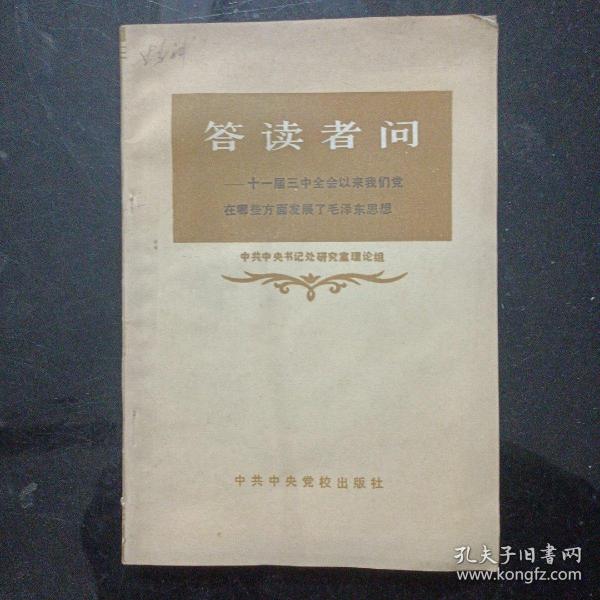 答读者问
——十一届三中全会以来我们党
在哪些方面发展了毛泽东思想
中共中央书记处研究室理论组
中共中央党校出版社
孔夫子旧书网
www.kongfz.com